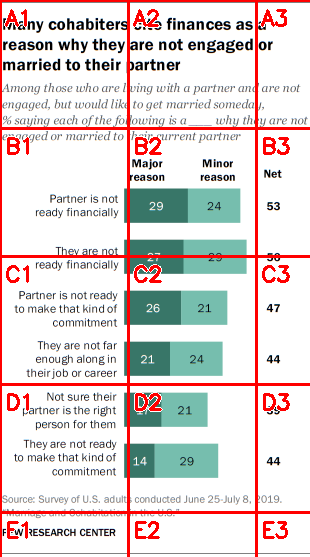 Many cohabiters cite finances as a
reason why they are not engaged or
married to their partner
Among those who are living with a partner and are not
engaged, but would like to get married someday,
% saying each of the following is a ___ why they are not
engaged or married to their current partner
Major reason
Minor reason
Net
Partner is not ready financially 29 24 53
They are not ready financially 27 29 56
Partner is not ready to make that kind of commitment 26 21 47
They are not far enough along in their job or career 21 24 44
Not sure their partner is the right person for them 21
They are not ready to make that kind of commitment 14 29 44
Source: Survey of U.S. adults conducted June 25-July 8, 2019.
"Marriage and Cohabitation in the U.S."
PEW RESEARCH CENTER
A1 A2 A3
B1 B2 B3
C1 C2 C3
D1 D2 D3
E1 E2 E3